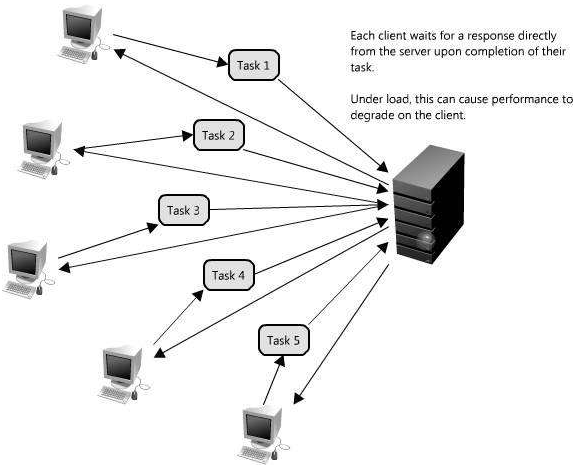 Each client waits for a response directly
from the server upon completion of their
task.
Under load, this can cause performance to
degrade on the client.
Task 1
Task 2
Task 3
Task 4
Task 5